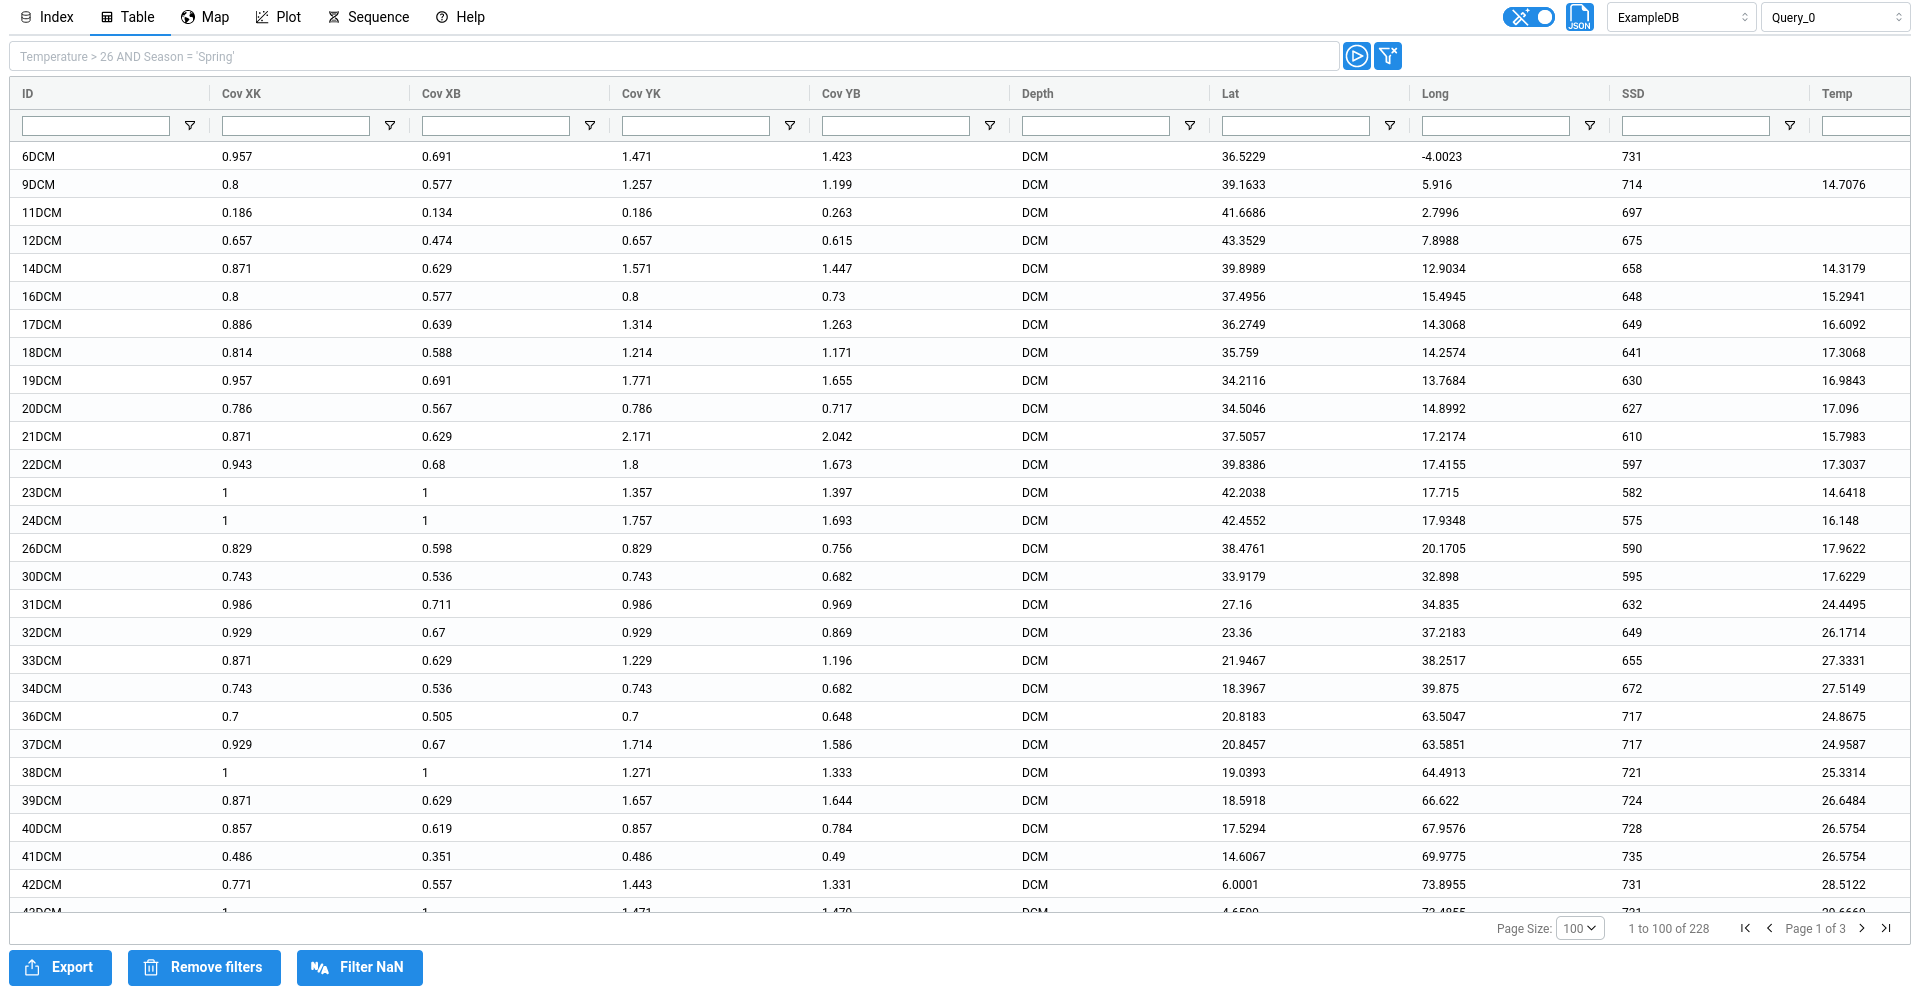 Index Table Map Plot Sequence Help JSON ExampleDB Query_0
Temperature > 26 AND Season = 'Spring'
ID Cov XK Cov XB Cov YK Cov YB Depth Lat Long SSD Temp
6DCM 0.957 0.691 1.471 1.423 DCM 36.5229 -4.0023 731
9DCM 0.8 0.577 1.257 1.199 DCM 39.1633 5.916 714 14.7076
11DCM 0.186 0.134 0.186 0.263 DCM 41.6686 2.7996 697
12DCM 0.657 0.474 0.657 0.615 DCM 43.3529 7.8988 675
14DCM 0.871 0.629 1.571 1.447 DCM 39.8989 12.9034 658 14.3179
16DCM 0.8 0.577 0.8 0.73 DCM 37.4956 15.4945 648 15.2941
17DCM 0.886 0.639 1.314 1.263 DCM 36.2749 14.3068 649 16.6092
18DCM 0.814 0.588 1.214 1.171 DCM 35.759 14.2574 641 17.3068
19DCM 0.957 0.691 1.771 1.655 DCM 34.2116 13.7684 630 16.9843
20DCM 0.786 0.567 0.786 0.717 DCM 34.5046 14.8992 627 17.096
21DCM 0.871 0.629 2.171 2.042 DCM 37.5057 17.2174 610 15.7983
22DCM 0.943 0.68 1.8 1.673 DCM 39.8386 17.4155 597 17.3037
23DCM 1 1 1.357 1.397 DCM 42.2038 17.715 582 14.6418
24DCM 1 1 1.757 1.693 DCM 42.4552 17.9348 575 16.148
26DCM 0.829 0.598 0.829 0.756 DCM 38.4761 20.1705 590 17.9622
30DCM 0.743 0.536 0.743 0.682 DCM 33.9179 32.898 595 17.6229
31DCM 0.986 0.711 0.986 0.969 DCM 27.16 34.835 632 24.4495
32DCM 0.929 0.67 0.929 0.869 DCM 23.36 37.2183 649 26.1714
33DCM 0.871 0.629 1.229 1.196 DCM 21.9467 38.2517 655 27.3331
34DCM 0.743 0.536 0.743 0.682 DCM 18.3967 39.875 672 27.5149
36DCM 0.7 0.505 0.7 0.648 DCM 20.8183 63.5047 717 24.8675
37DCM 0.929 0.67 1.714 1.586 DCM 20.8457 63.5851 717 24.9587
38DCM 1 1 1.271 1.333 DCM 19.0393 64.4913 721 25.3314
39DCM 0.871 0.629 1.657 1.644 DCM 18.5918 66.622 724 26.6484
40DCM 0.857 0.619 0.857 0.784 DCM 17.5294 67.9576 728 26.5754
41DCM 0.486 0.351 0.486 0.49 DCM 14.6067 69.9775 735 26.5754
42DCM 0.771 0.557 1.443 1.331 DCM 6.0001 73.8955 731 28.5122
Page Size: 100 1 to 100 of 228 Page 1 of 3
Export Remove filters N/A Filter NaN